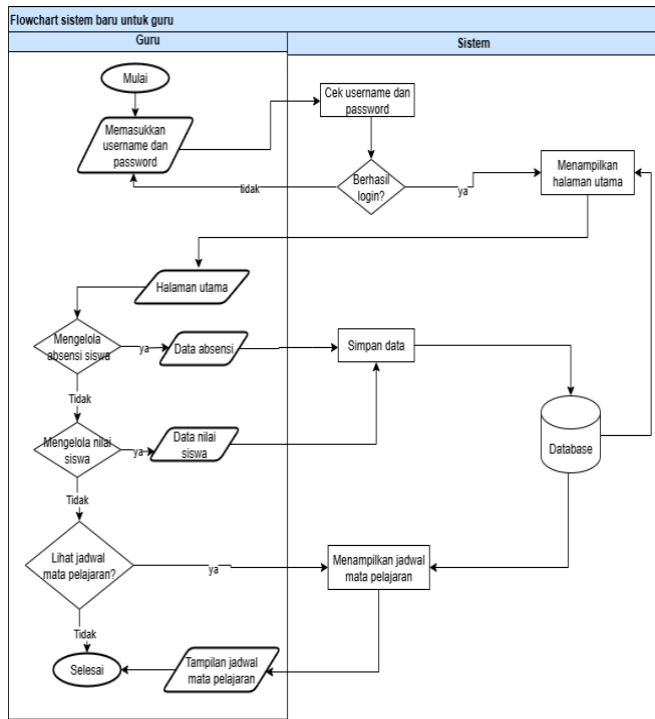 Flowchart sistem baru untuk guru
Guru
Sistem
Mulai
Memasukkan
username dan
password
Cek username dan
password
Berhasil
login?
tidak
ya
Menampilkan
halaman utama
Halaman utama
Mengelola
absensi siswa
ya
Data absensi
Simpan data
Tidak
Mengelola nilai
siswa
ya
Data nilai
siswa
Database
Tidak
Lihat jadwal
mata pelajaran?
ya
Menampilkan jadwal
mata pelajaran
Tidak
Selesai
Tampilan jadwal
mata pelajaran